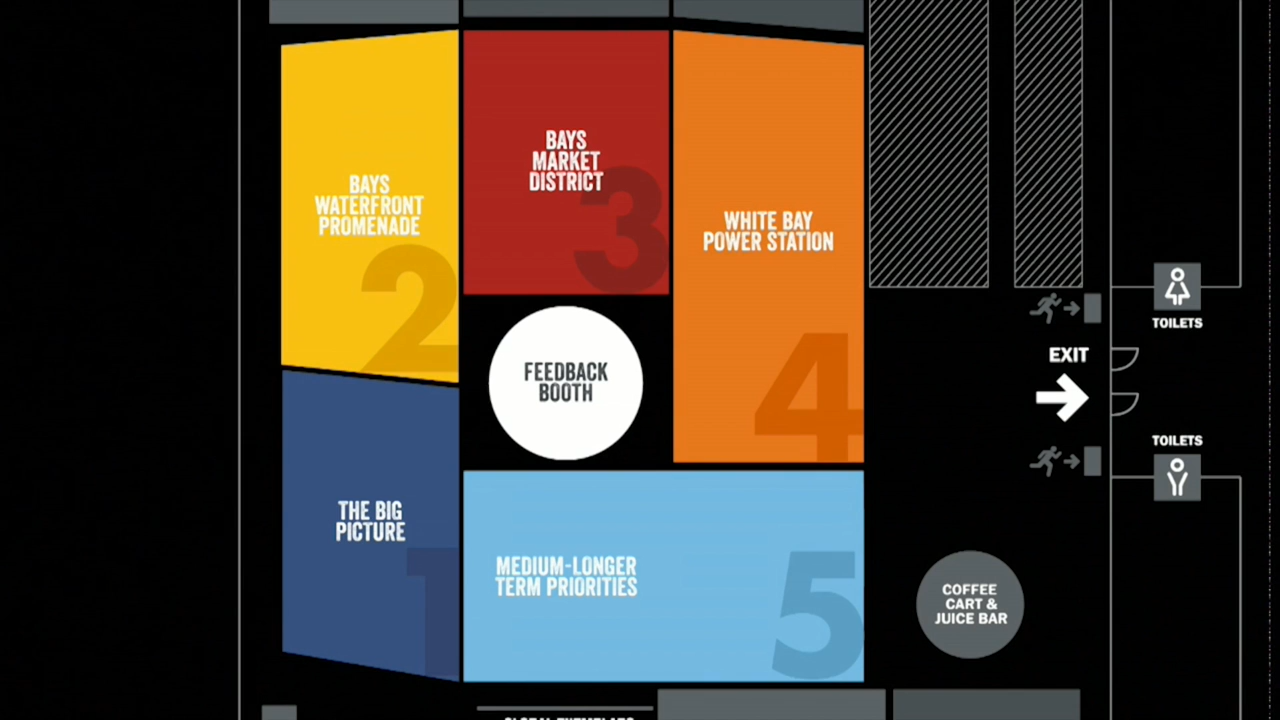 BAYS
MARKET
DISTRICT
3
BAYS
WATERFRONT
PROMENADE
2
WHITE BAY
POWER STATION
4
TOILETS
EXIT
FEEDBACK
BOOTH
TOILETS
THE BIG
PICTURE
1
MEDIUM-LONGER
TERM PRIORITIES
5
COFFEE
CART &
JUICE BAR